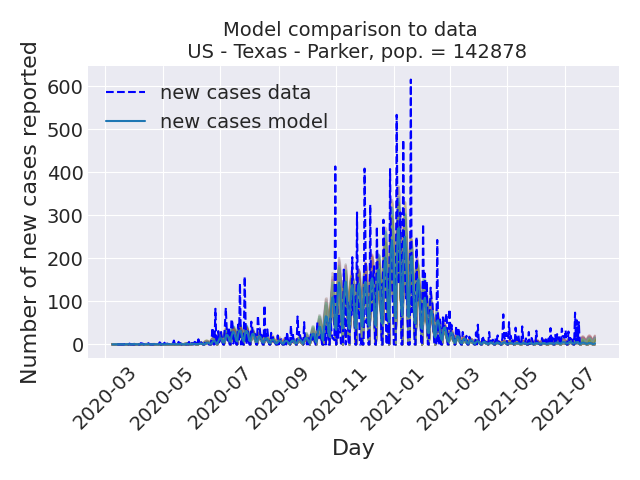 Model comparison to data
US - Texas - Parker, pop. = 142878
Number of new cases reported
600
500
400
300
200
100
0
new cases data
new cases model
2020-03
2020-05
2020-07
2020-09
2020-11
2021-01
2021-03
2021-05
2021-07
Day